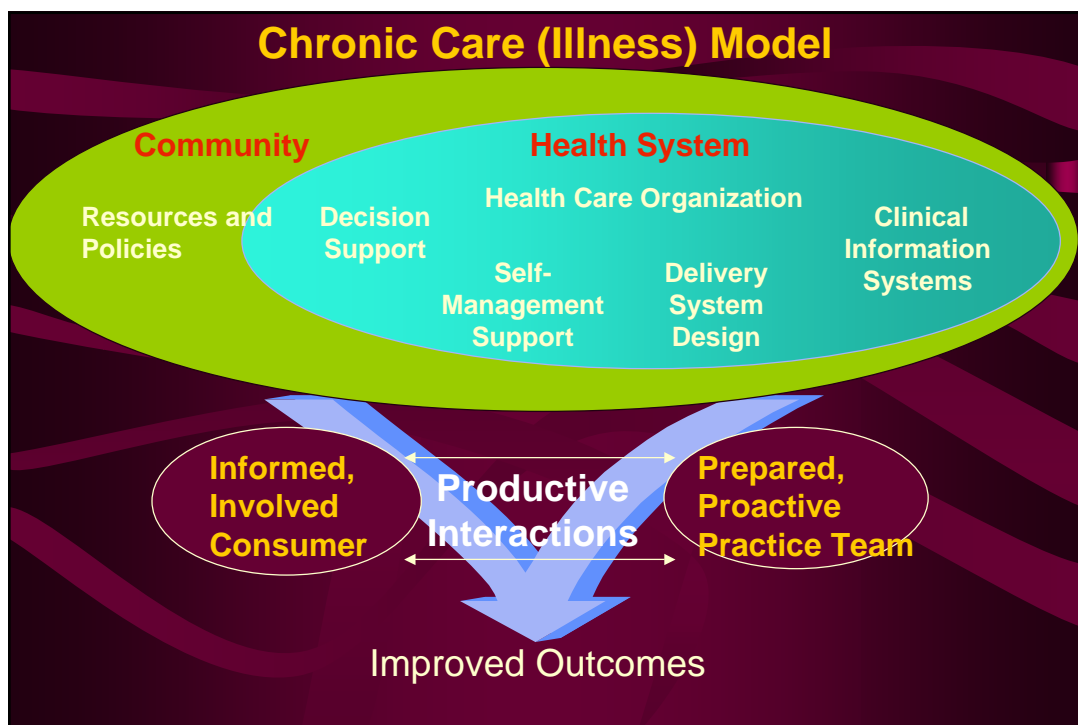 Chronic Care (Illness) Model
Community
Health System
Health Care Organization
Resources and
Policies
Decision
Support
Clinical
Information
Systems
Self-
Management
Support
Delivery
System
Design
Informed,
Involved
Consumer
Productive
Interactions
Prepared,
Proactive
Practice Team
Improved Outcomes